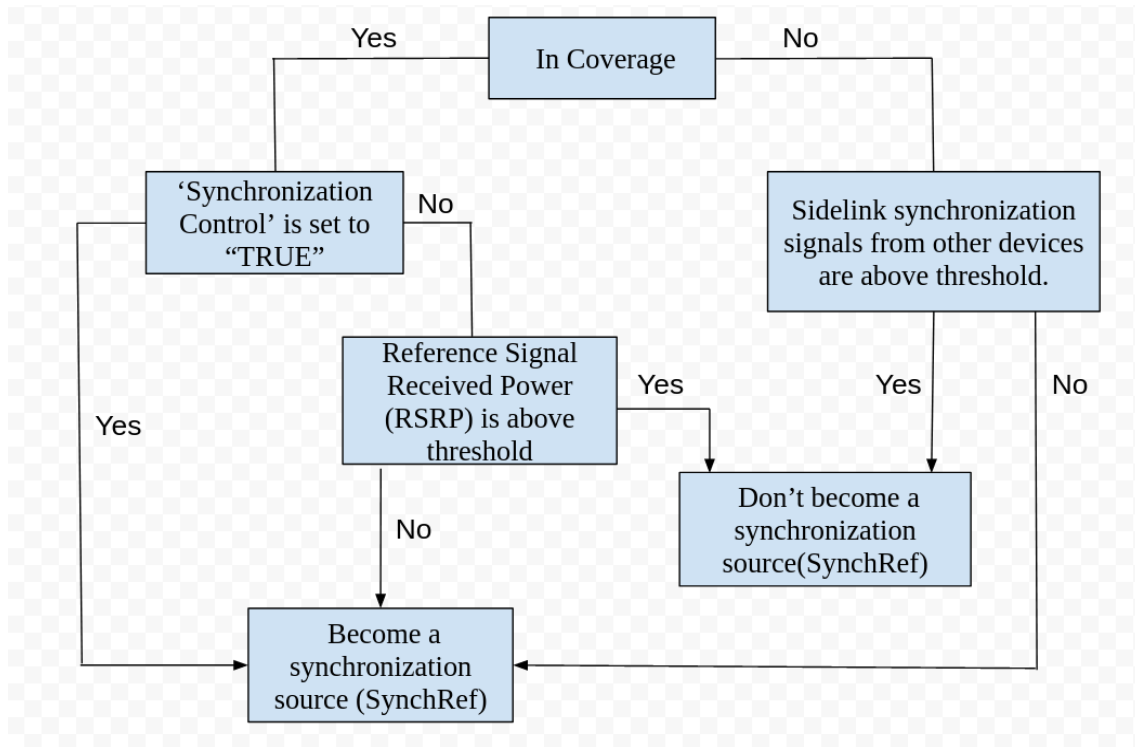 Yes
In Coverage
No
‘Synchronization
Control’ is set to
“TRUE”
No
Sidelink synchronization
signals from other devices
are above threshold.
Reference Signal
Received Power
(RSRP) is above
threshold
Yes
Yes
No
Yes
Don’t become a
synchronization
source(SynchRef)
No
Become a
synchronization
source (SynchRef)